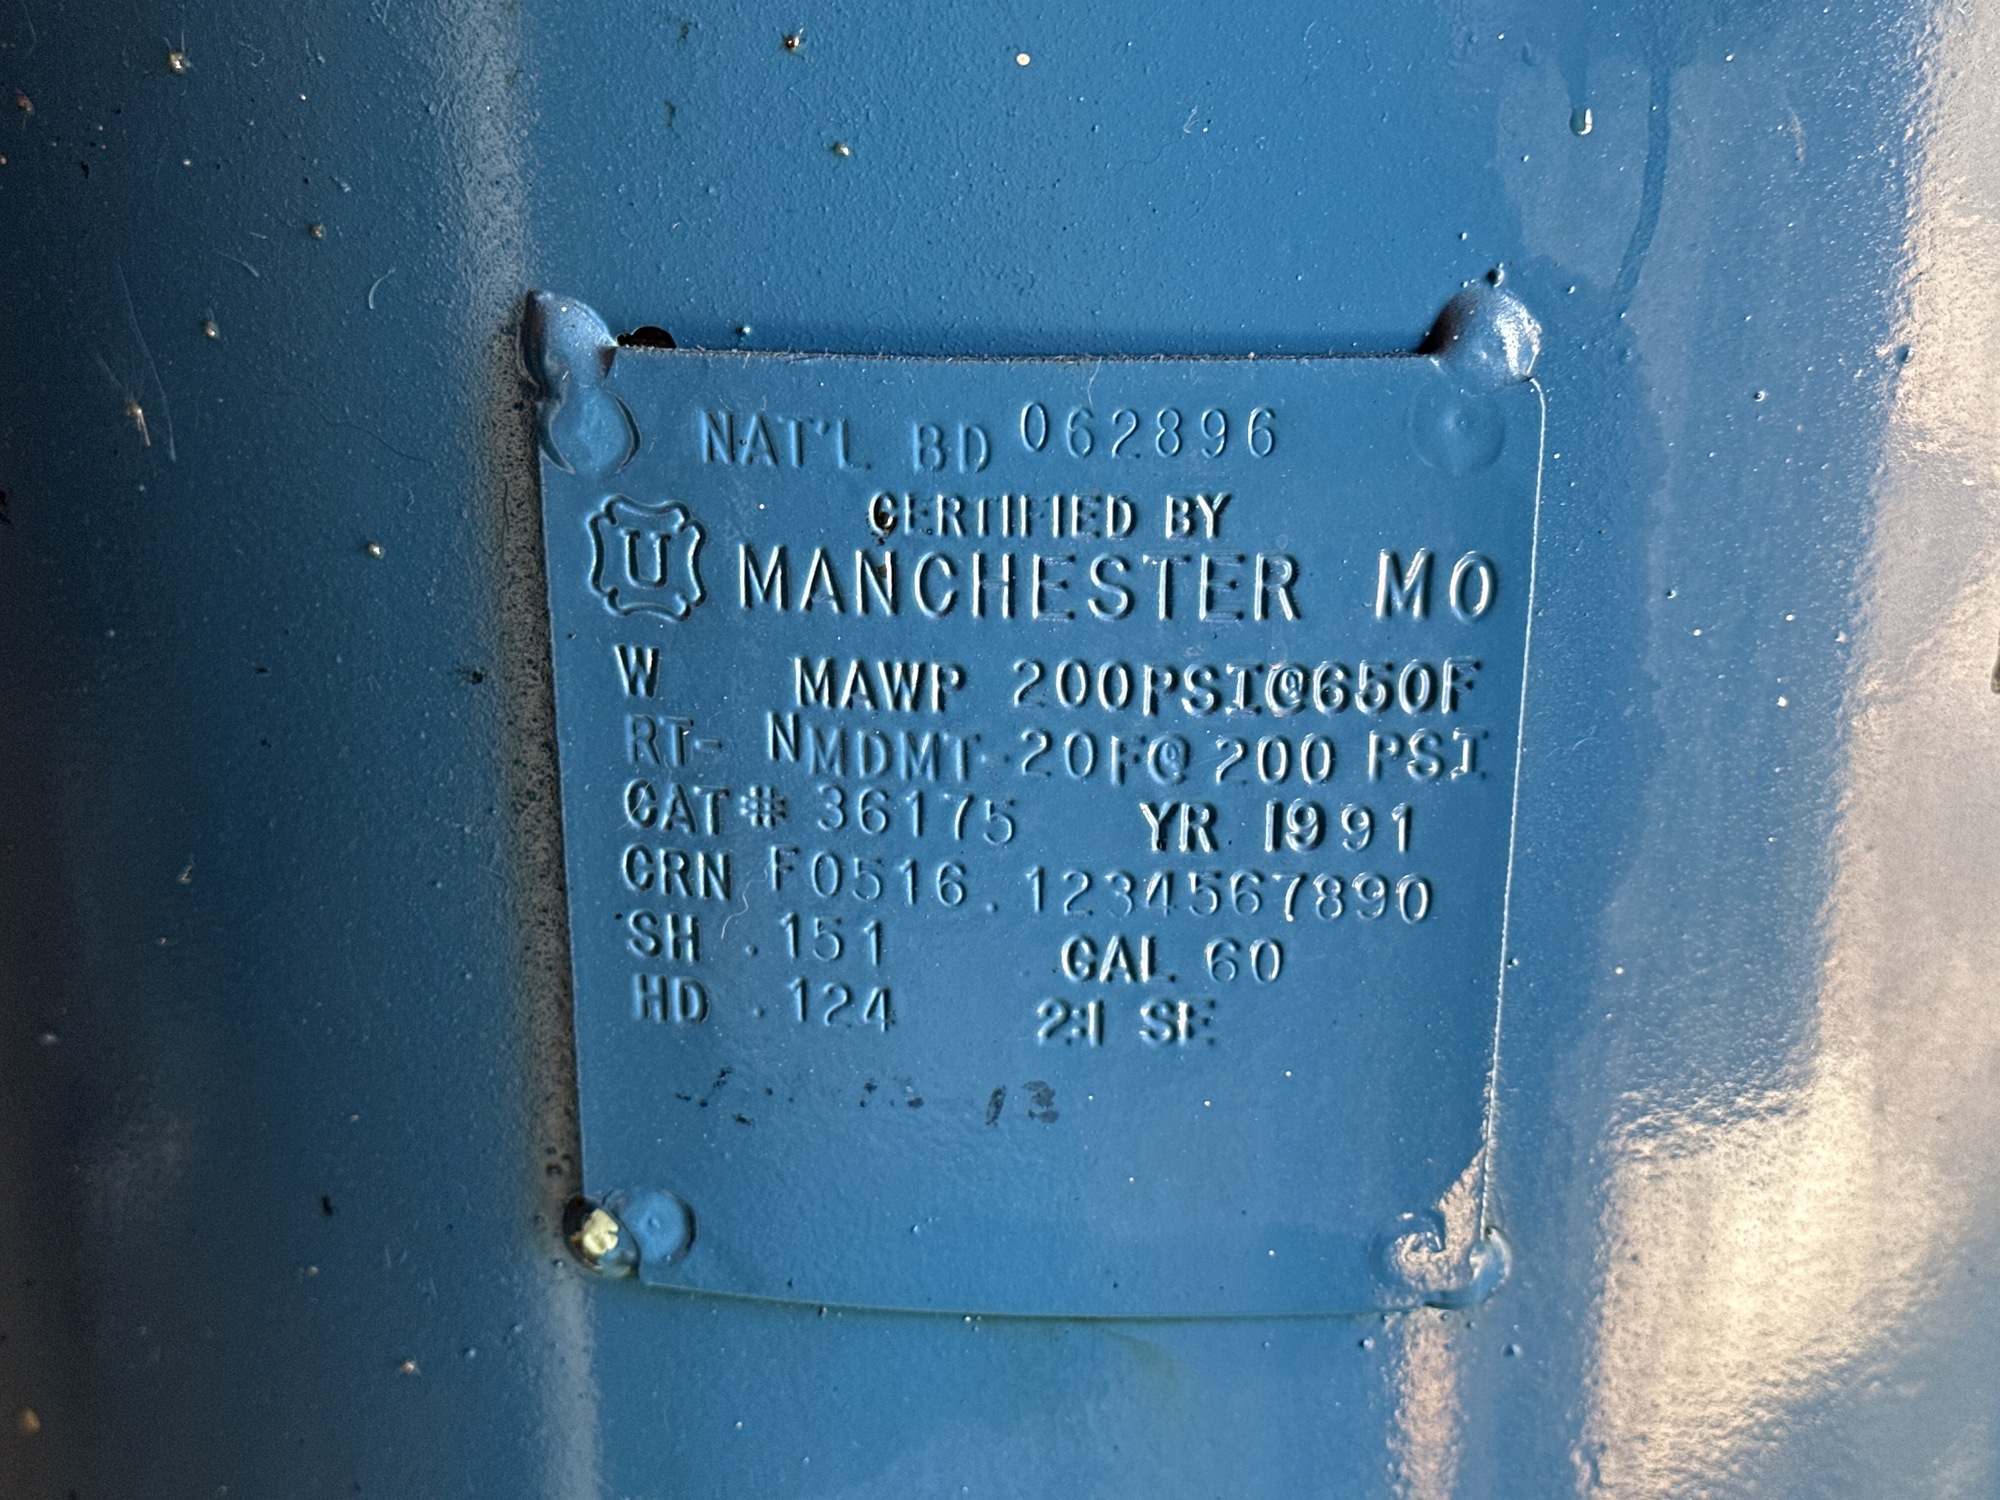 NAT'L BD 062896
CERTIFIED BY
U MANCHESTER MO
W MAWP 200PSI@650F
RT- N MDMT-20F@ 200 PSI
CAT# 36175 YR 1991
CRN F0516.1234567890
SH .151 GAL 60
HD .124 2:1 SE